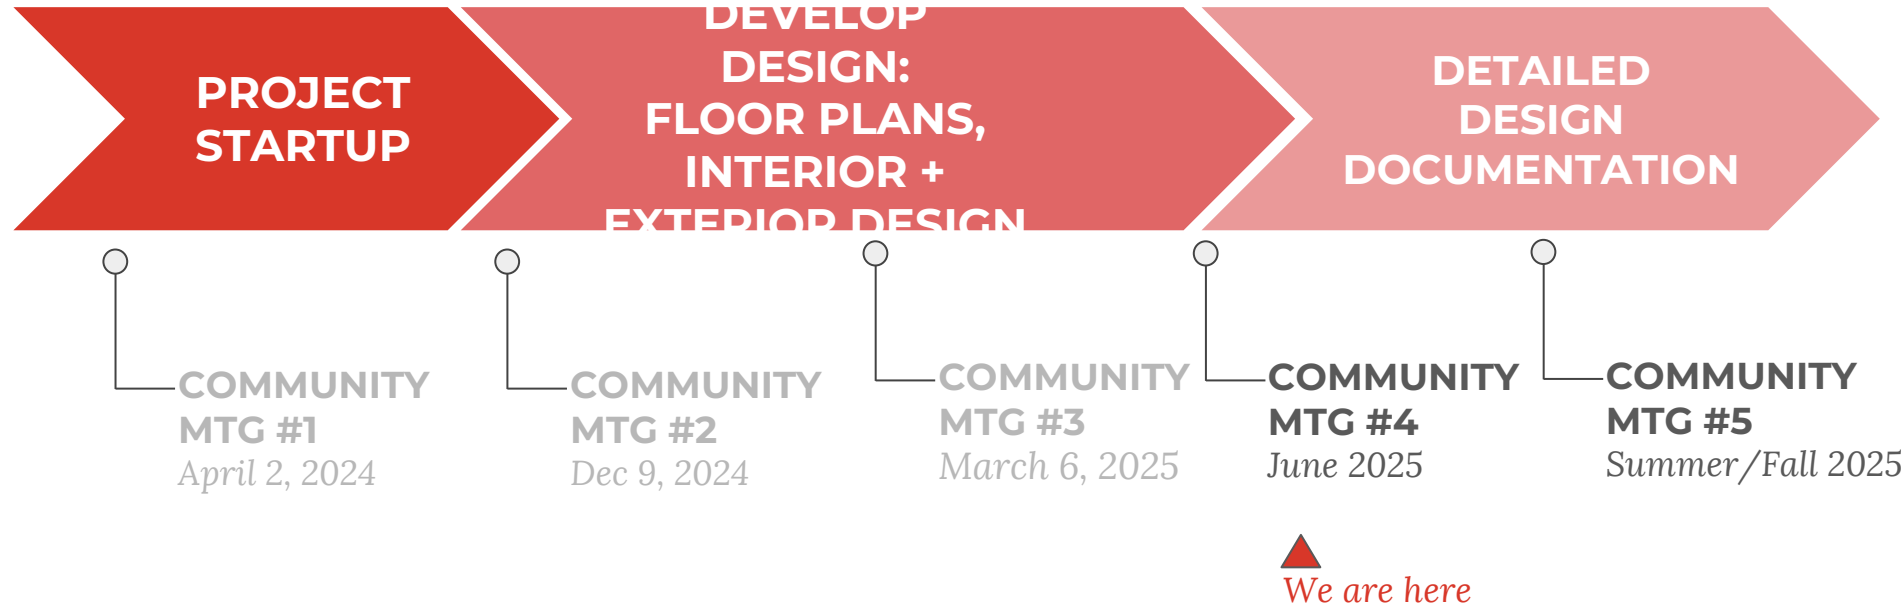 PROJECT
STARTUP
DEVELOP
DESIGN:
FLOOR PLANS,
INTERIOR +
EXTERIOR DESIGN
DETAILED
DESIGN
DOCUMENTATION
COMMUNITY
MTG #1
April 2, 2024
COMMUNITY
MTG #2
Dec 9, 2024
COMMUNITY
MTG #3
March 6, 2025
COMMUNITY
MTG #4
June 2025
COMMUNITY
MTG #5
Summer/Fall 2025
We are here